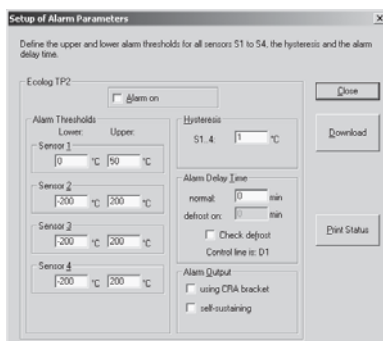 Setup of Alarm Parameters
Define the upper and lower alarm thresholds for all sensors S1 to S4, the hysteresis and the alarm
delay time.
Ecolog TP2
Alarm on
Close
Alarm Thresholds
Lower: Upper:
Sensor 1
0 °C 50 °C
Sensor 2
-200 °C 200 °C
Sensor 3
-200 °C 200 °C
Sensor 4
-200 °C 200 °C
Hysteresis
S1..4: 1 °C
Download
Alarm Delay Time
normal: 0 min
defrost on: 0 min
Check defrost
Control line is: D1
Print Status
Alarm Output
using CRA bracket
self-sustaining